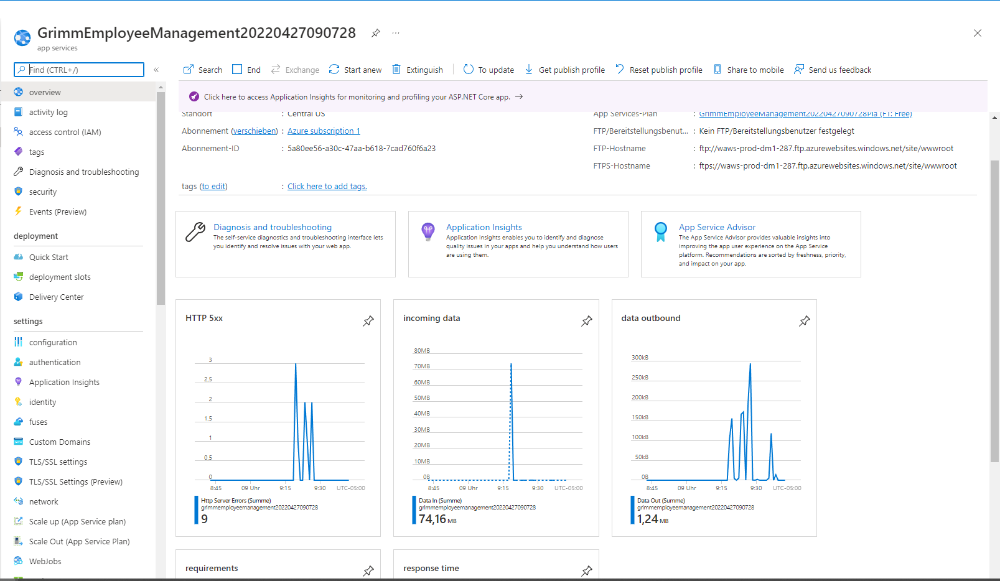 GrimmEmployeeManagement20220427090728
app services
Find (CTRL+/)
«
Search
End
Exchange
Start anew
Extinguish
To update
Get publish profile
Reset publish profile
Share to mobile
Send us feedback
Click here to access Application Insights for monitoring and profiling your ASP.NET Core app. →
overview
activity log
access control (IAM)
tags
Diagnosis and troubleshooting
security
Events (Preview)
deployment
Quick Start
deployment slots
Delivery Center
settings
configuration
authentication
Application Insights
identity
fuses
Custom Domains
TLS/SSL settings
TLS/SSL Settings (Preview)
network
Scale up (App Service plan)
Scale Out (App Service Plan)
WebJobs
Standort : Central US
Abonnement (verschieben) : Azure subscription 1
Abonnement-ID : 5a80ee56-a30c-47aa-b618-7cad760f6a23
tags (to edit) : Click here to add tags.
App Services-Plan : GrimmEmployeeManagement20220427090728Pla (F1: Free)
FTP/Bereitstellungsbenut... : Kein FTP/Bereitstellungsbenutzer festgelegt
FTP-Hostname : ftp://waws-prod-dm1-287.ftp.azurewebsites.windows.net/site/wwwroot
FTPS-Hostname : ftps://waws-prod-dm1-287.ftp.azurewebsites.windows.net/site/wwwroot
Diagnosis and troubleshooting
The self-service diagnostics and troubleshooting interface lets
you identify and resolve issues with your web app.
Application Insights
Application Insights enables you to identify and diagnose
quality issues in your apps and help you understand how users
are using them.
App Service Advisor
The App Service Advisor provides valuable insights into
improving the app user experience on the App Service
platform. Recommendations are sorted by freshness, priority,
and impact on your app.
HTTP 5xx
3
2,5
2
1,5
1
0,5
0
8:45 09 Uhr 9:15 9:30 UTC-05:00
Http Server Errors (Summe)
grimmemployeemanagement20220427090728
9
incoming data
80MB
70MB
60MB
50MB
40MB
30MB
20MB
10MB
0B
8:45 09 Uhr 9:15 9:30 UTC-05:00
Data In (Summe)
grimmemployeemanagement20220427090728
74,16 MB
data outbound
300kB
250kB
200kB
150kB
100kB
50kB
0B
8:45 09 Uhr 9:15 9:30 UTC-05:00
Data Out (Summe)
grimmemployeemanagement20220427090728
1,24 MB
requirements
response time